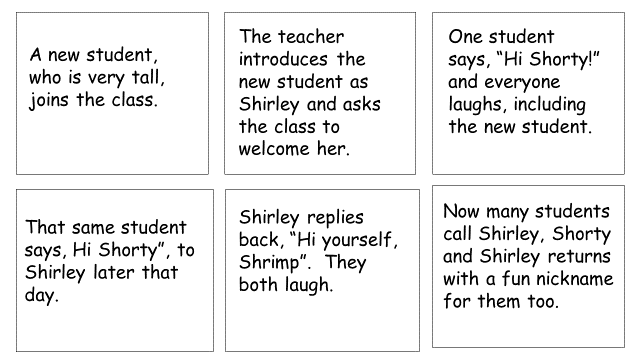 A new student,
who is very tall,
joins the class.
The teacher
introduces the
new student as
Shirley and asks
the class to
welcome her.
One student
says, “Hi Shorty!”
and everyone
laughs, including
the new student.
That same student
says, Hi Shorty”, to
Shirley later that
day.
Shirley replies
back, “Hi yourself,
Shrimp”.  They
both laugh.
Now many students
call Shirley, Shorty
and Shirley returns
with a fun nickname
for them too.